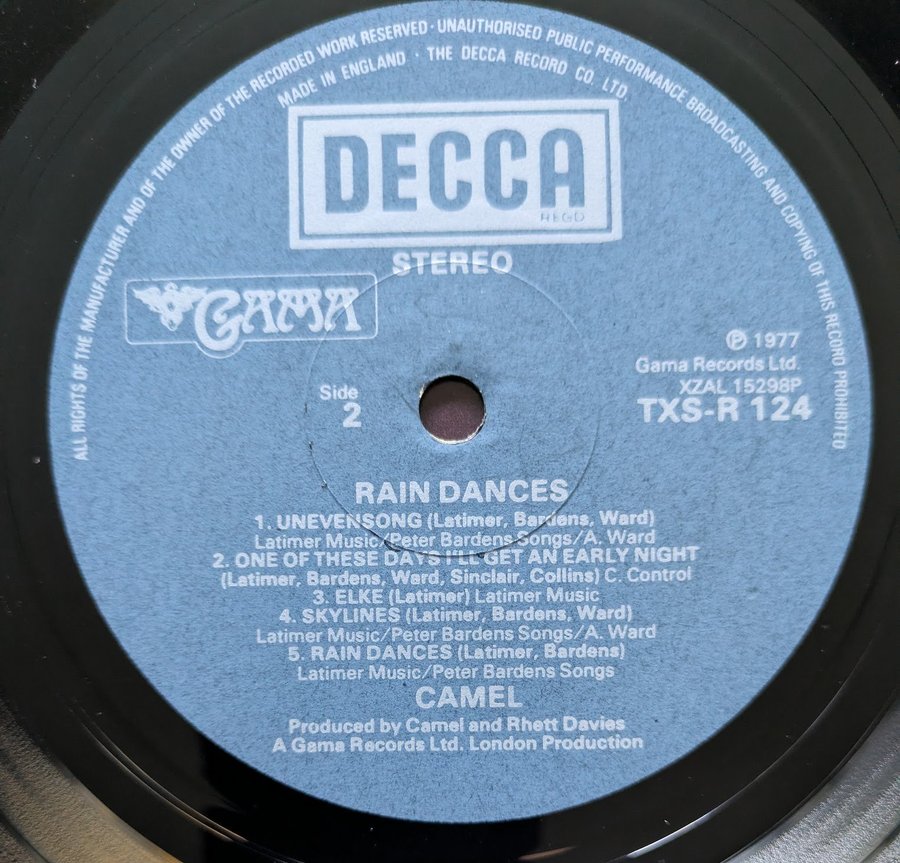 ALL RIGHTS OF THE MANUFACTURER AND OF THE OWNER OF THE RECORDED WORK RESERVED · UNAUTHORISED PUBLIC PERFORMANCE BROADCASTING AND COPYING OF THIS RECORD PROHIBITED
MADE IN ENGLAND · THE DECCA RECORD CO. LTD.
DECCA
REGD
STEREO
GAMA
℗ 1977
Gama Records Ltd.
XZAL 15298P
TXS-R 124
Side
2
RAIN DANCES
1. UNEVENSONG (Latimer, Bardens, Ward)
Latimer Music/Peter Bardens Songs/A. Ward
2. ONE OF THESE DAYS I'LL GET AN EARLY NIGHT
(Latimer, Bardens, Ward, Sinclair, Collins) C. Control
3. ELKE (Latimer) Latimer Music
4. SKYLINES (Latimer, Bardens, Ward)
Latimer Music/Peter Bardens Songs/A. Ward
5. RAIN DANCES (Latimer, Bardens)
Latimer Music/Peter Bardens Songs
CAMEL
Produced by Camel and Rhett Davies
A Gama Records Ltd. London Production